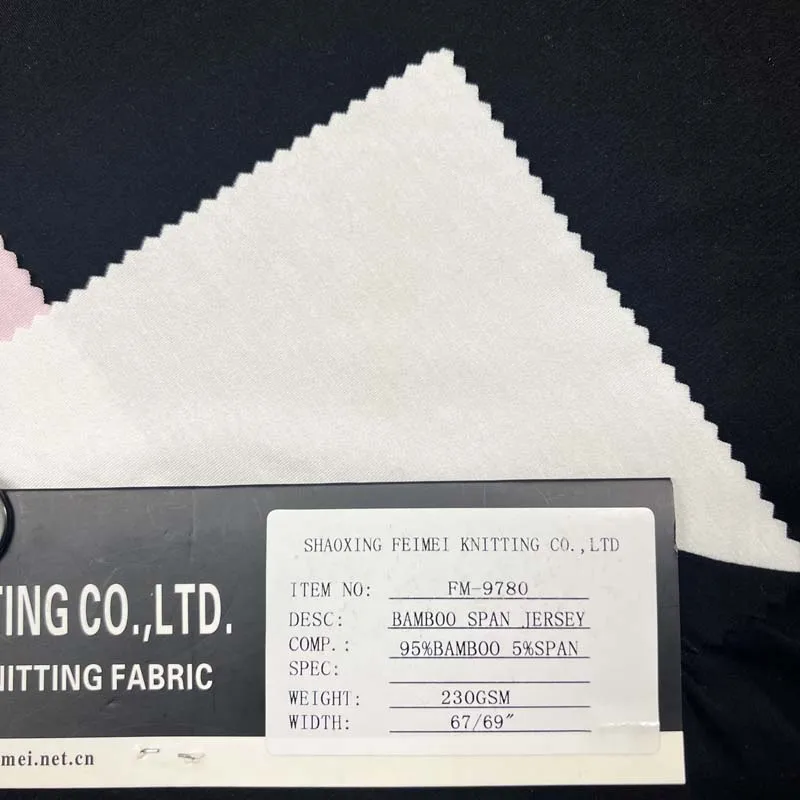 SHAOXING FEIMEI KNITTING CO.,LTD
ITEM NO: FM-9780
DESC: BAMBOO SPAN JERSEY
COMP.: 95%BAMBOO 5%SPAN
SPEC:
WEIGHT: 230GSM
WIDTH: 67/69"
TING CO.,LTD.
NITTING FABRIC
mei.net.cn